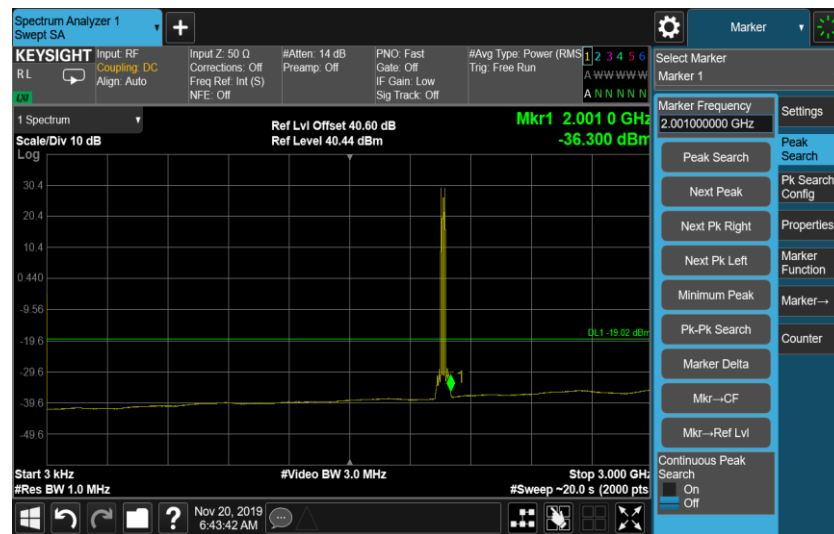 Spectrum Analyzer 1
Swept SA
+
Marker
KEYSIGHT
RL
LXI
Input: RF
Coupling: DC
Align: Auto
Input Z: 50 Ω
Corrections: Off
Freq Ref: Int (S)
NFE: Off
#Atten: 14 dB
Preamp: Off
PNO: Fast
Gate: Off
IF Gain: Low
Sig Track: Off
#Avg Type: Power (RMS
Trig: Free Run
1 2 3 4 5 6
A W W W W W
A N N N N N
1 Spectrum
Scale/Div 10 dB
Log
Ref Lvl Offset 40.60 dB
Ref Level 40.44 dBm
Mkr1 2.001 0 GHz
-36.300 dBm
30.4
20.4
10.4
0.440
-9.56
-19.6
-29.6
-39.6
-49.6
DL1 -19.02 dBm
1
Start 3 kHz
#Res BW 1.0 MHz
#Video BW 3.0 MHz
Stop 3.000 GHz
#Sweep ~20.0 s (2000 pts
Nov 20, 2019
6:43:42 AM
?
Select Marker
Marker 1
Marker Frequency
2.001000000 GHz
Peak Search
Next Peak
Next Pk Right
Next Pk Left
Minimum Peak
Pk-Pk Search
Marker Delta
Mkr→CF
Mkr→Ref Lvl
Continuous Peak
Search
On
Off
Settings
Peak
Search
Pk Search
Config
Properties
Marker
Function
Marker→
Counter